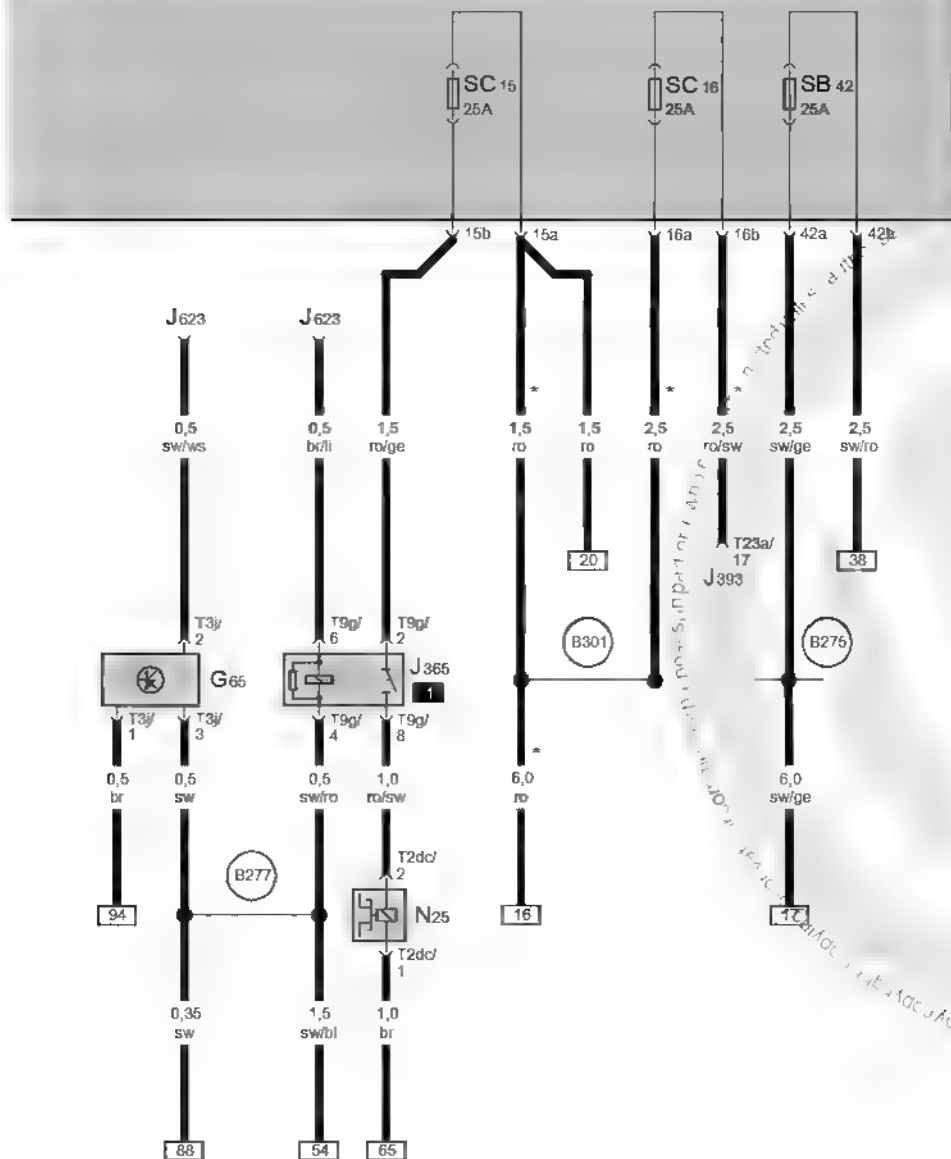 SC 15
25A
SC 16
25A
SB 42
25A
15b
15a
16a
16b
42a
42b
J623
J623
*
*
*
0,5
sw/ws
0,5
br/li
1,5
ro/ge
1,5
ro
1,5
ro
2,5
ro
2,5
ro/sw
2,5
sw/ge
2,5
sw/ro
T23a/
17
J393
20
38
T3j/
2
T9g/
6
T9g/
2
B301
B275
G65
J365
1
T3j/
1
T3j/
3
T9g/
4
T9g/
8
*
0,5
br
0,5
sw
0,5
sw/ro
1,0
ro/sw
6,0
ro
6,0
sw/ge
B277
T2dc/
2
94
N25
16
17
T2dc/
1
0,35
sw
1,5
sw/bl
1,0
br
88
54
65